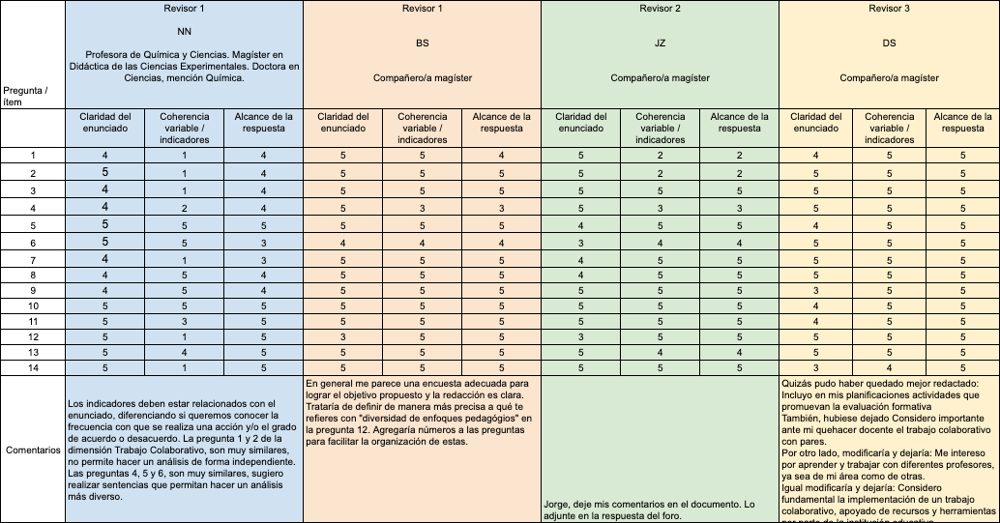 Revisor 1 Revisor 1 Revisor 2 Revisor 3
NN
BS JZ DS
Profesora de Química y Ciencias. Magíster en
Didáctica de las Ciencias Experimentales. Doctora en
Ciencias, mención Química.
Compañero/a magíster Compañero/a magíster Compañero/a magíster
Pregunta /
ítem
Claridad del Coherencia Alcance de la Claridad del Coherencia Alcance de la Claridad del Coherencia Alcance de la Claridad del Coherencia Alcance de la
enunciado variable / respuesta enunciado variable / respuesta enunciado variable / respuesta enunciado variable / respuesta
indicadores indicadores indicadores indicadores
1 4 1 4 5 5 4 5 2 2 4 5 5
2 5 1 4 5 5 5 5 2 2 5 5 5
3 4 1 4 5 5 5 5 5 5 5 5 5
4 4 2 4 5 3 3 5 3 3 5 5 5
5 5 5 5 5 5 5 4 5 5 4 5 5
6 5 5 3 4 4 4 3 4 4 5 5 5
7 4 1 3 5 5 5 4 5 5 5 5 5
8 4 5 4 5 5 5 4 5 5 5 5 5
9 4 5 4 5 5 5 5 5 5 3 5 5
10 5 5 5 5 5 5 5 5 5 4 5 5
11 5 3 5 5 5 5 5 5 5 4 5 5
12 5 1 5 3 5 5 3 5 5 5 5 5
13 5 4 5 5 5 5 5 4 4 5 5 5
14 5 1 5 5 5 5 5 5 5 3 4 5
Comentarios
Los indicadores deben estar relacionados con el
enunciado, diferenciando si queremos conocer la
frecuencia con que se realiza una acción y/o el grado
de acuerdo o desacuerdo. La pregunta 1 y 2 de la
dimensión Trabajo Colaborativo, son muy similares,
no permite hacer un análisis de forma independiente.
Las preguntas 4, 5 y 6, son muy similares, sugiero
realizar sentencias que permitan hacer un análisis
más diverso.
En general me parece una encuesta adecuada para
lograr el objetivo propuesto y la redacción es clara.
Trataría de definir de manera más precisa a qué te
refieres con "diversidad de enfoques pedagógicos" en
la pregunta 12. Agregaría números a las preguntas
para facilitar la organización de estas.
Jorge, deje mis comentarios en el documento. Lo
adjunte en la respuesta del foro.
Quizás pudo haber quedado mejor redactado:
Incluyo en mis planificaciones actividades que
promuevan la evaluación formativa
También, hubiese dejado Considero importante
ante mi quehacer docente el trabajo colaborativo
con pares.
Por otro lado, modificaría y dejaría: Me intereso
por aprender y trabajar con diferentes profesores,
ya sea de mi área como de otras.
Igual modificaría y dejaría: Considero
fundamental la implementación de un trabajo
colaborativo, apoyado de recursos y herramientas
por parte de la institución educativa.